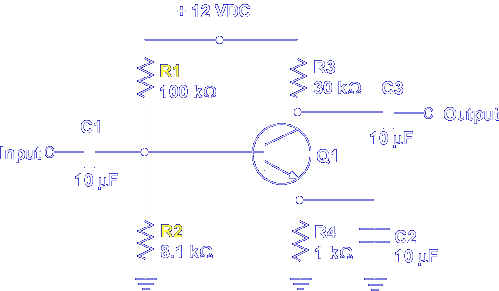 + 12 VDC
R1
100 kΩ
R3
30 kΩ
C3
Output
10 µF
C1
Input
10 µF
Q1
R2
8.1 kΩ
R4
1 kΩ
C2
10 µF